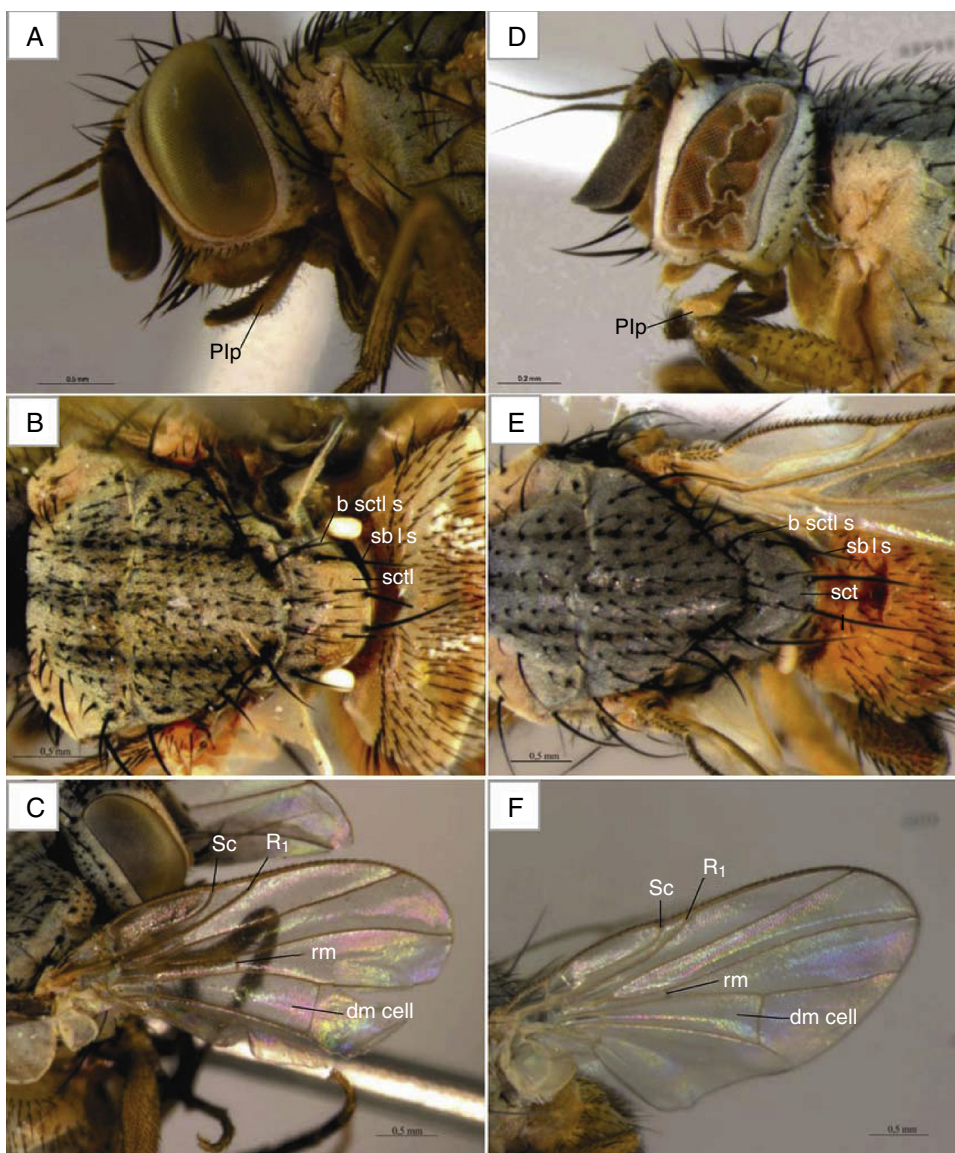 A
Plp
0.5 mm
B
b sctl s
sb l s
sctl
0,5 mm
C
Sc
R₁
rm
dm cell
0.5 mm
D
Plp
0.2 mm
E
b sctl s
sb l s
sct
l
0,5 mm
F
Sc
R₁
rm
dm cell
0.5 mm